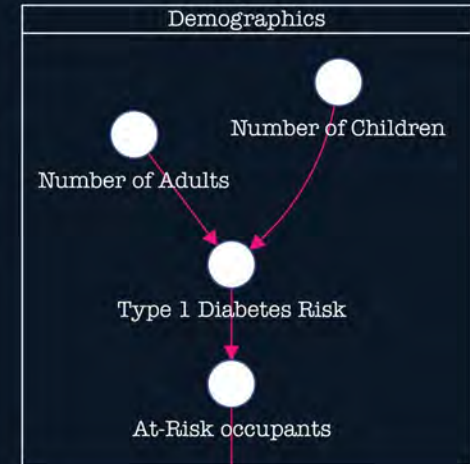 Demographics
Number of Children
Number of Adults
Type 1 Diabetes Risk
At-Risk occupants